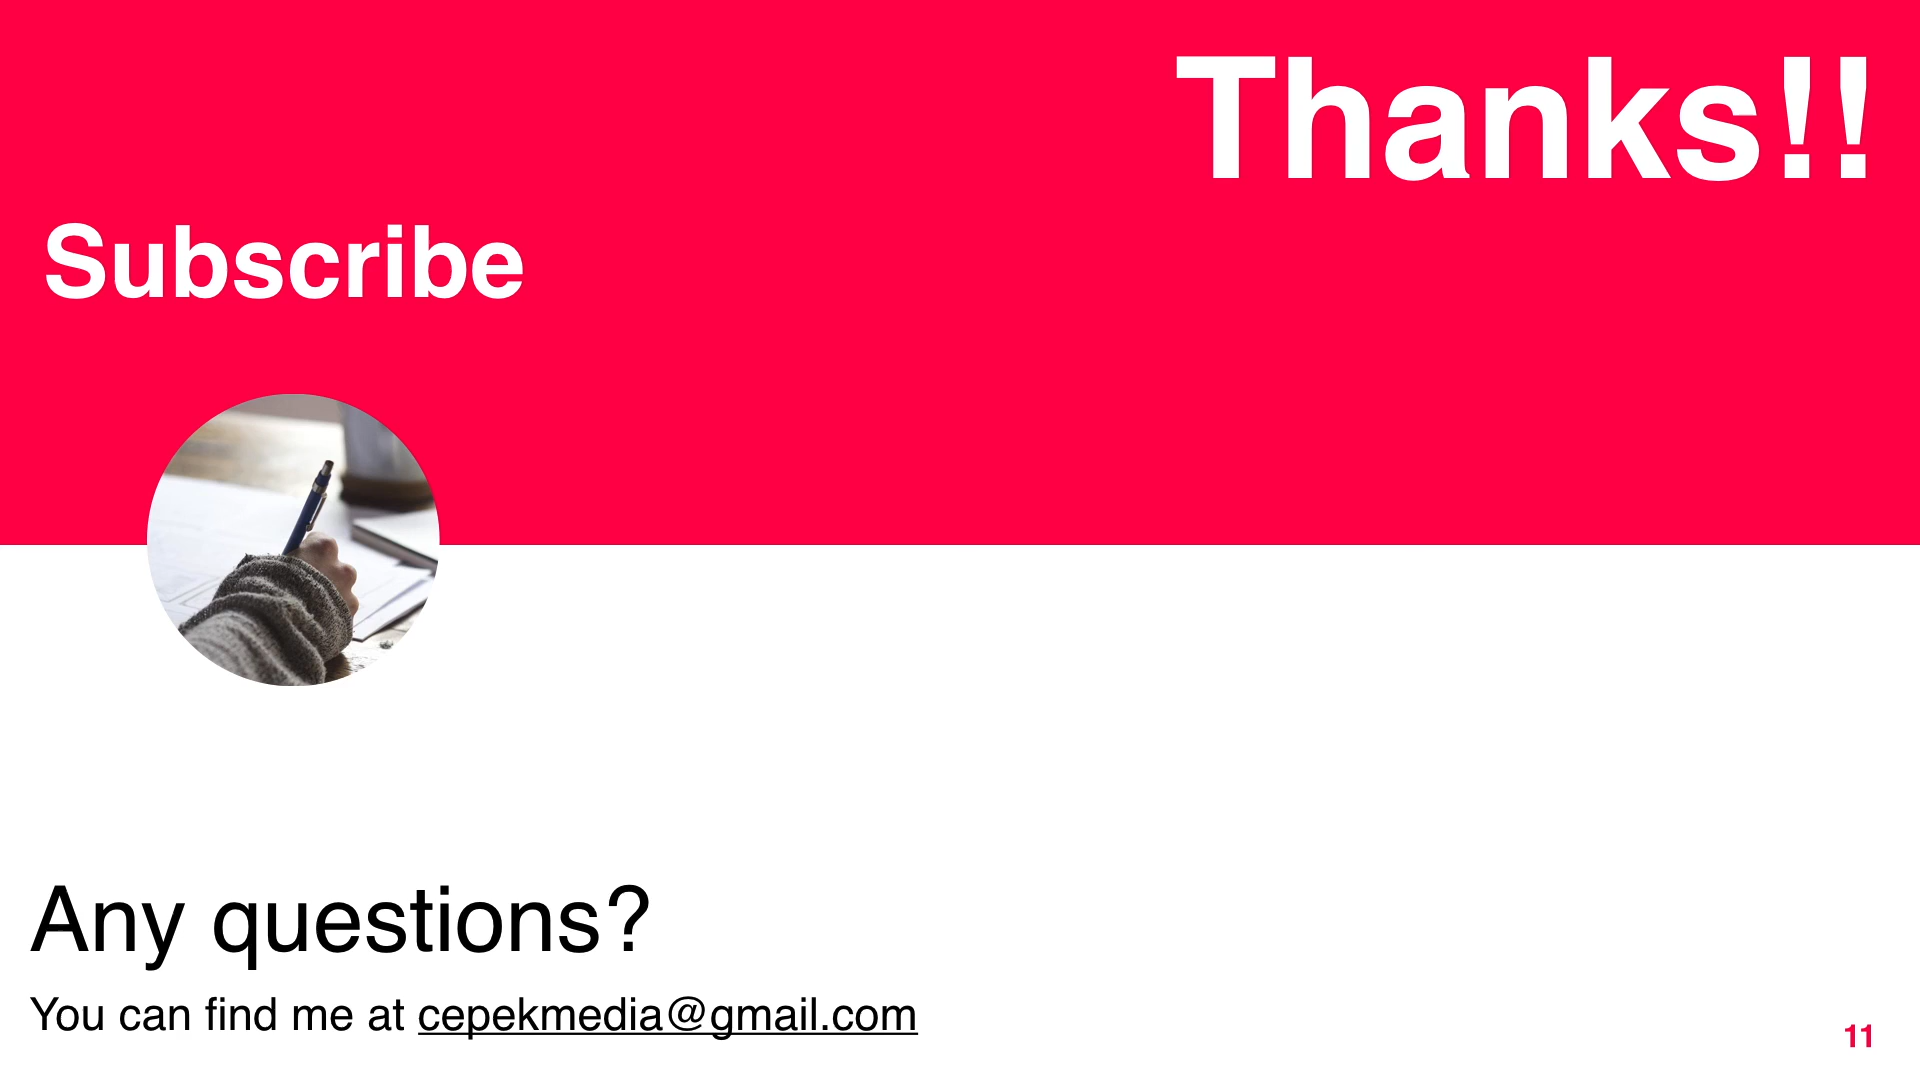 Thanks!!
Subscribe
Any questions?
You can find me at cepekmedia@gmail.com
11